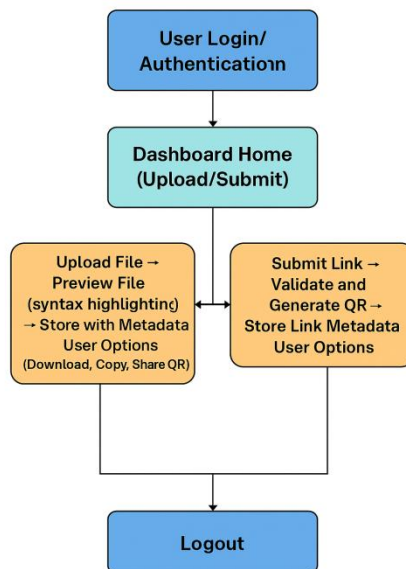 User Login/
Authentication
Dashboard Home
(Upload/Submit)
Upload File →
Preview File
(syntax highlighting)
→ Store with Metadata
User Options
(Download, Copy, Share QR)
Submit Link →
Validate and
Generate QR →
Store Link Metadata
User Options
Logout